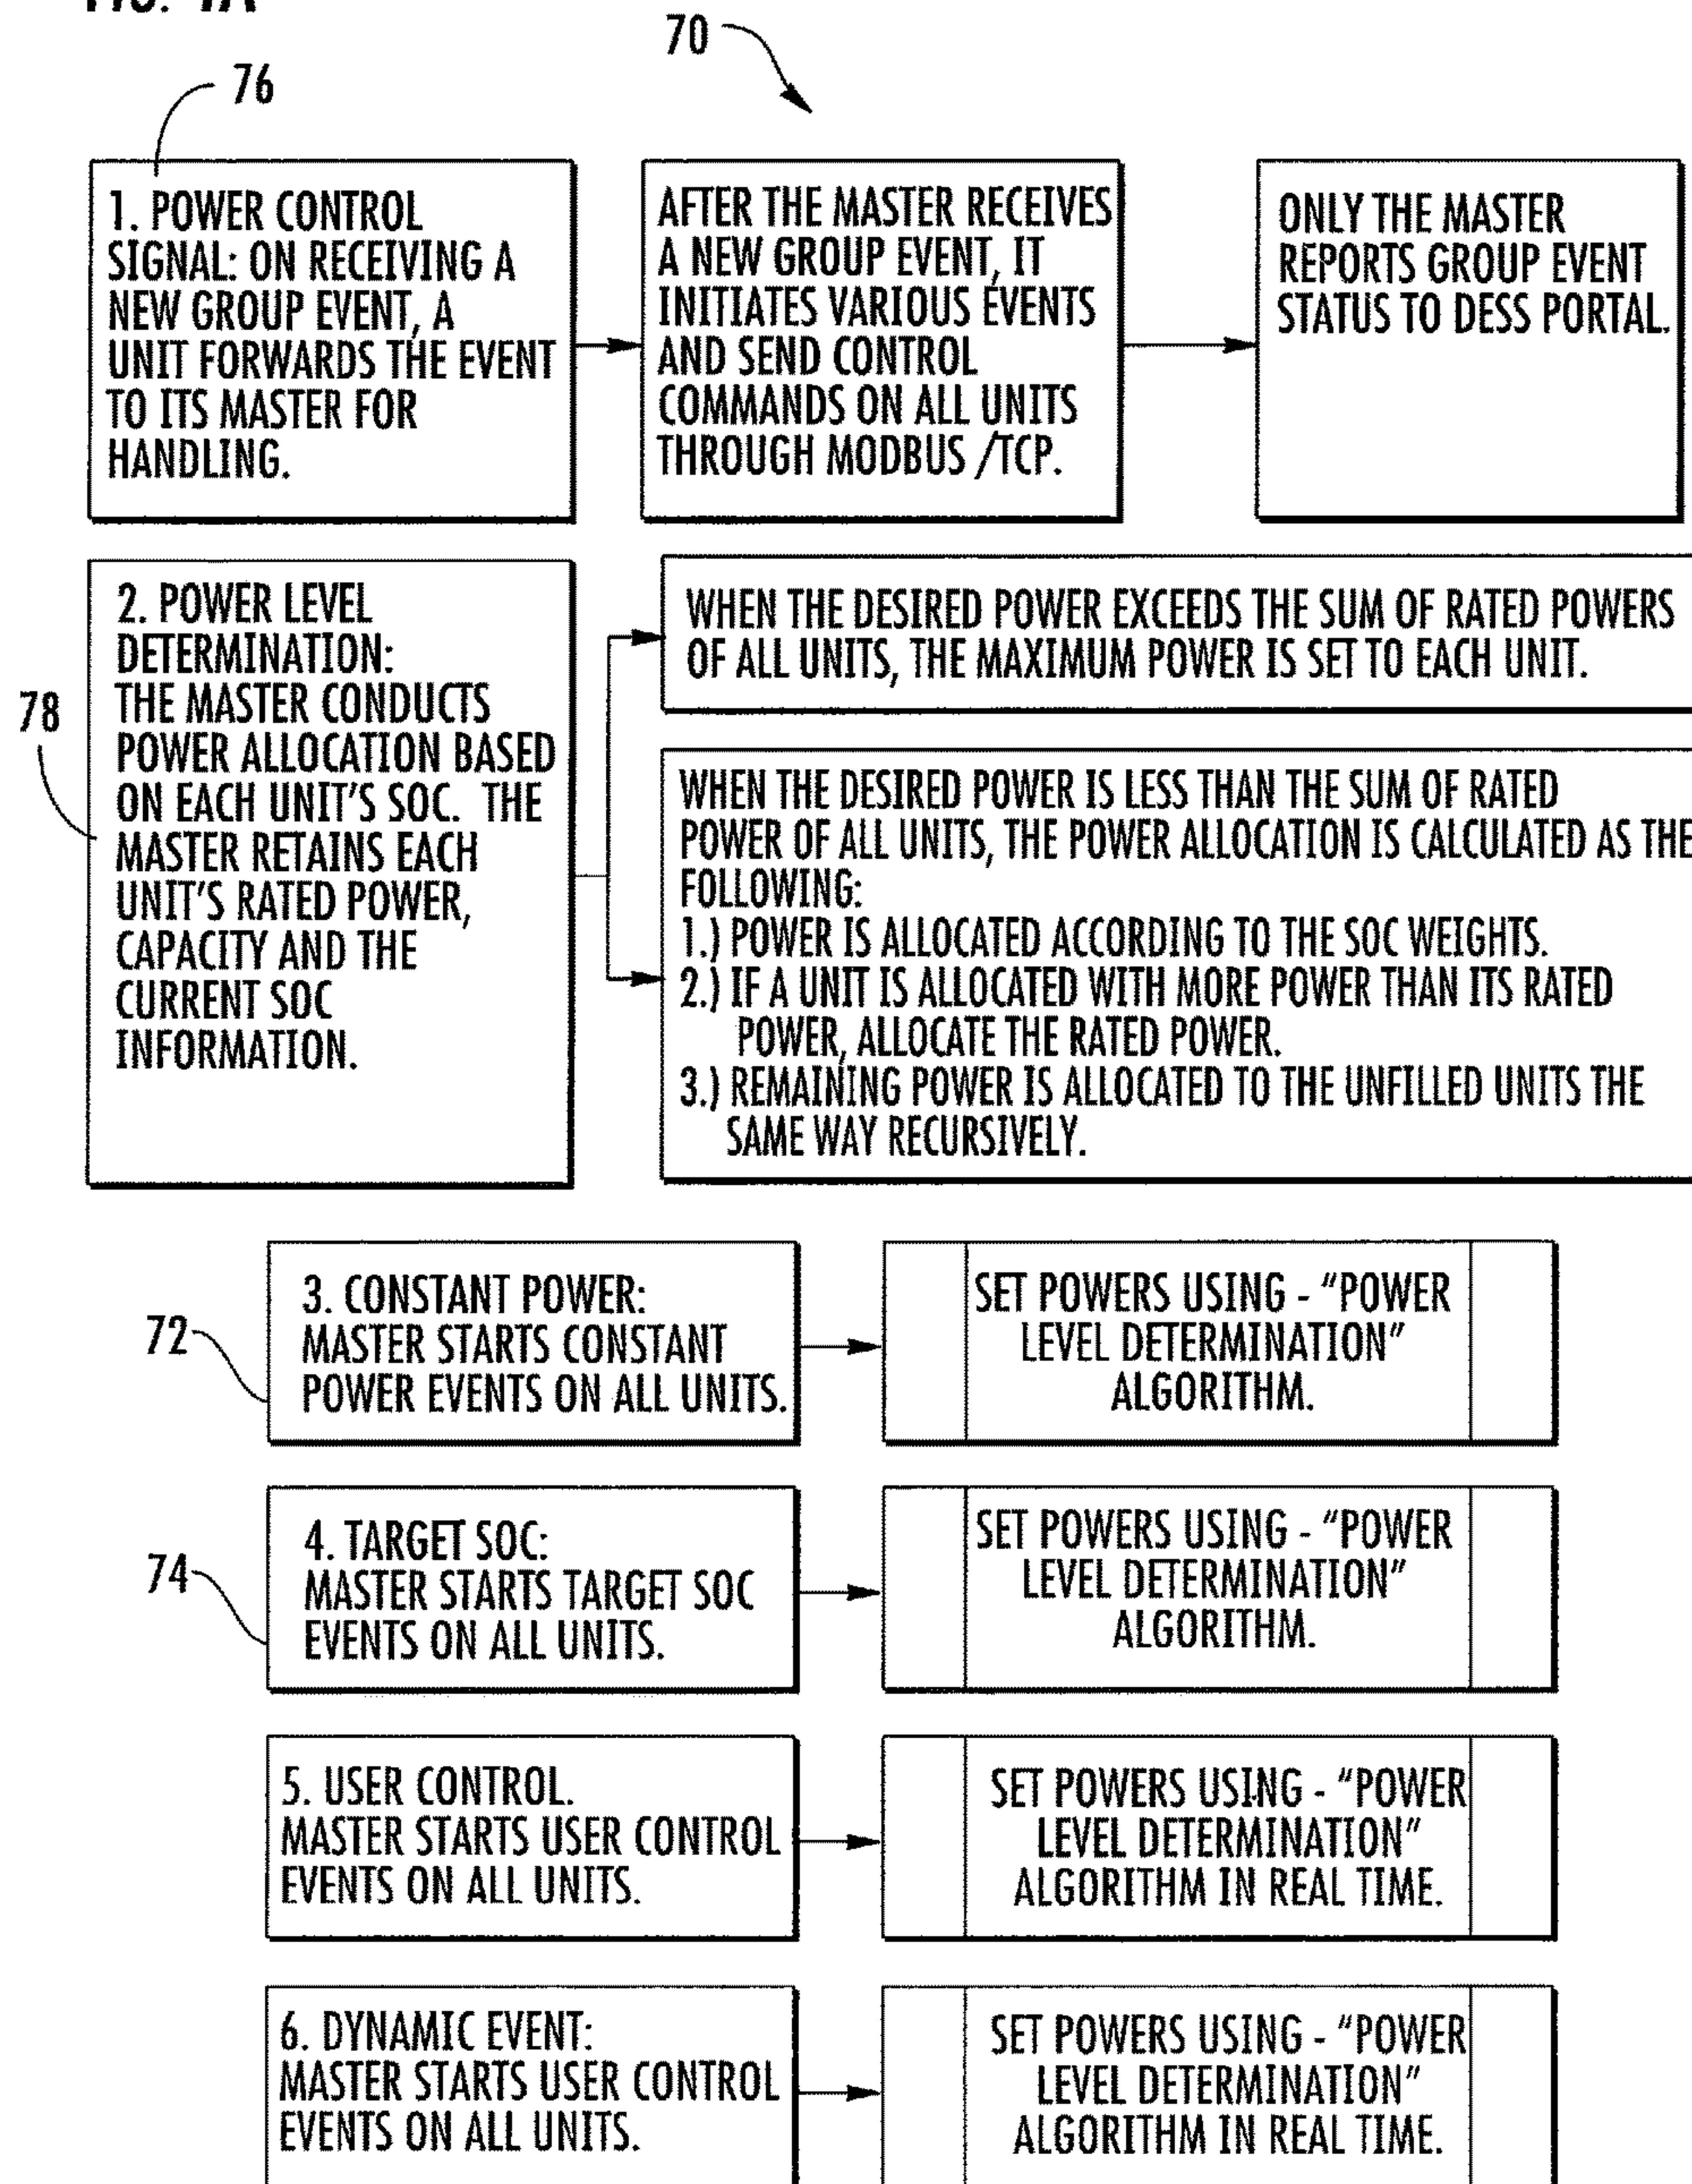 70
76
1. POWER CONTROL
SIGNAL: ON RECEIVING A
NEW GROUP EVENT, A
UNIT FORWARDS THE EVENT
TO ITS MASTER FOR
HANDLING.
AFTER THE MASTER RECEIVES
A NEW GROUP EVENT, IT
INITIATES VARIOUS EVENTS
AND SEND CONTROL
COMMANDS ON ALL UNITS
THROUGH MODBUS /TCP.
ONLY THE MASTER
REPORTS GROUP EVENT
STATUS TO DESS PORTAL.
78
2. POWER LEVEL
DETERMINATION:
THE MASTER CONDUCTS
POWER ALLOCATION BASED
ON EACH UNIT'S SOC. THE
MASTER RETAINS EACH
UNIT'S RATED POWER,
CAPACITY AND THE
CURRENT SOC
INFORMATION.
WHEN THE DESIRED POWER EXCEEDS THE SUM OF RATED POWERS
OF ALL UNITS, THE MAXIMUM POWER IS SET TO EACH UNIT.
WHEN THE DESIRED POWER IS LESS THAN THE SUM OF RATED
POWER OF ALL UNITS, THE POWER ALLOCATION IS CALCULATED AS THE
FOLLOWING:
1.) POWER IS ALLOCATED ACCORDING TO THE SOC WEIGHTS.
2.) IF A UNIT IS ALLOCATED WITH MORE POWER THAN ITS RATED
POWER, ALLOCATE THE RATED POWER.
3.) REMAINING POWER IS ALLOCATED TO THE UNFILLED UNITS THE
SAME WAY RECURSIVELY.
72
3. CONSTANT POWER:
MASTER STARTS CONSTANT
POWER EVENTS ON ALL UNITS.
SET POWERS USING - "POWER
LEVEL DETERMINATION"
ALGORITHM.
74
4. TARGET SOC:
MASTER STARTS TARGET SOC
EVENTS ON ALL UNITS.
SET POWERS USING - "POWER
LEVEL DETERMINATION"
ALGORITHM.
5. USER CONTROL.
MASTER STARTS USER CONTROL
EVENTS ON ALL UNITS.
SET POWERS USING - "POWER
LEVEL DETERMINATION"
ALGORITHM IN REAL TIME.
6. DYNAMIC EVENT:
MASTER STARTS USER CONTROL
EVENTS ON ALL UNITS.
SET POWERS USING - "POWER
LEVEL DETERMINATION"
ALGORITHM IN REAL TIME.